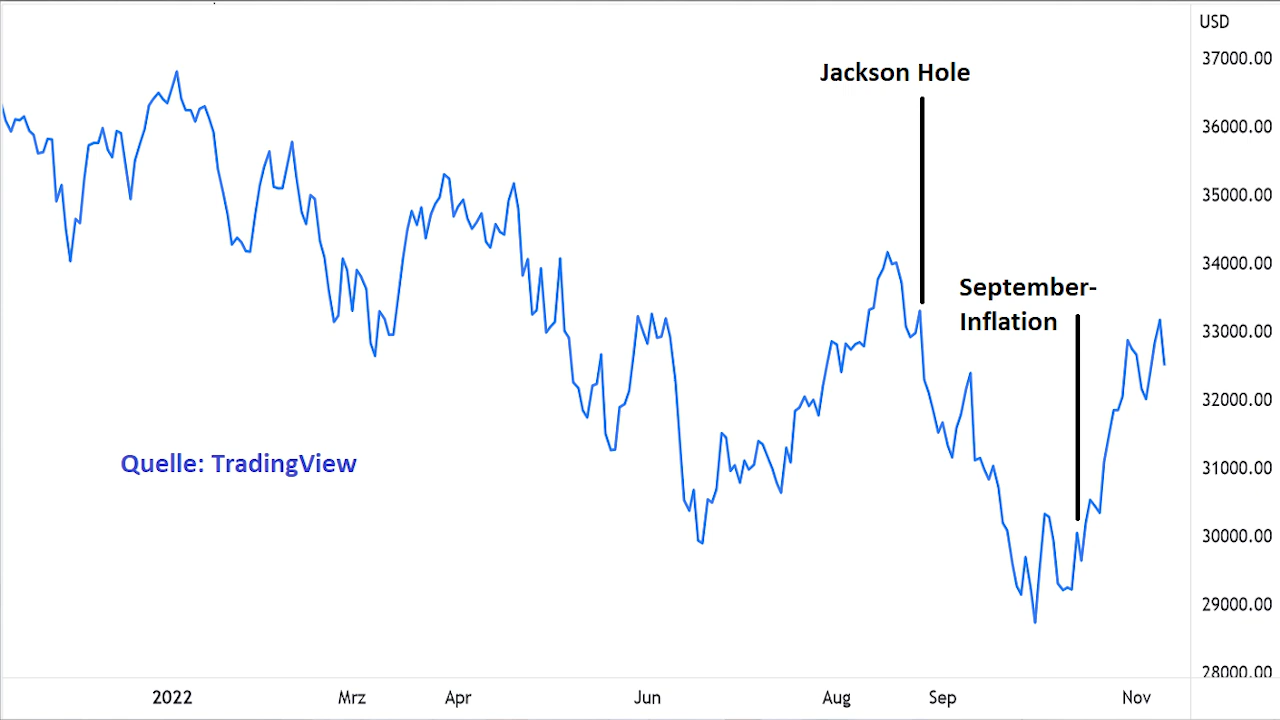 USD
37000.00
Jackson Hole
36000.00
35000.00
34000.00
September-
Inflation
33000.00
32000.00
31000.00
Quelle: TradingView
30000.00
29000.00
28000.00
2022 Mrz Apr Jun Aug Sep Nov